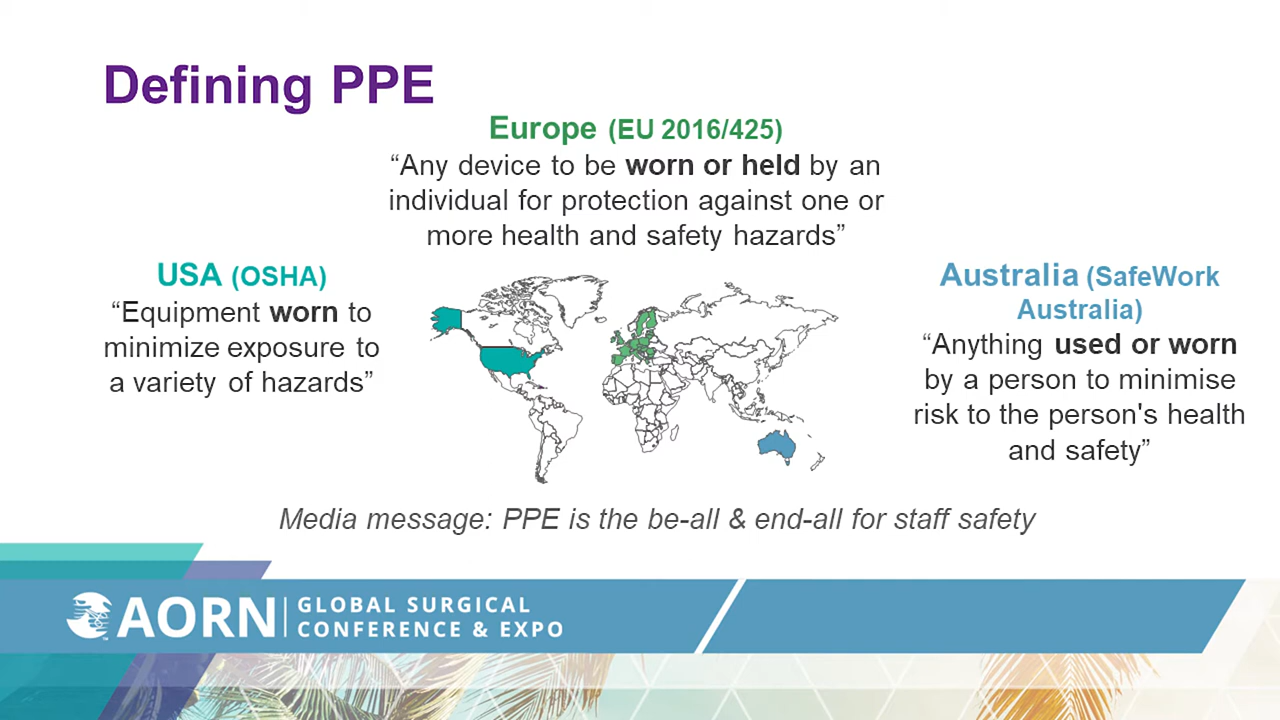 Defining PPE
Europe (EU 2016/425)
“Any device to be worn or held by an
individual for protection against one or
more health and safety hazards”
USA (OSHA)
“Equipment worn to
minimize exposure to
a variety of hazards”
Australia (SafeWork
Australia)
“Anything used or worn
by a person to minimise
risk to the person's health
and safety”
Media message: PPE is the be-all & end-all for staff safety
AORN
GLOBAL SURGICAL
CONFERENCE & EXPO